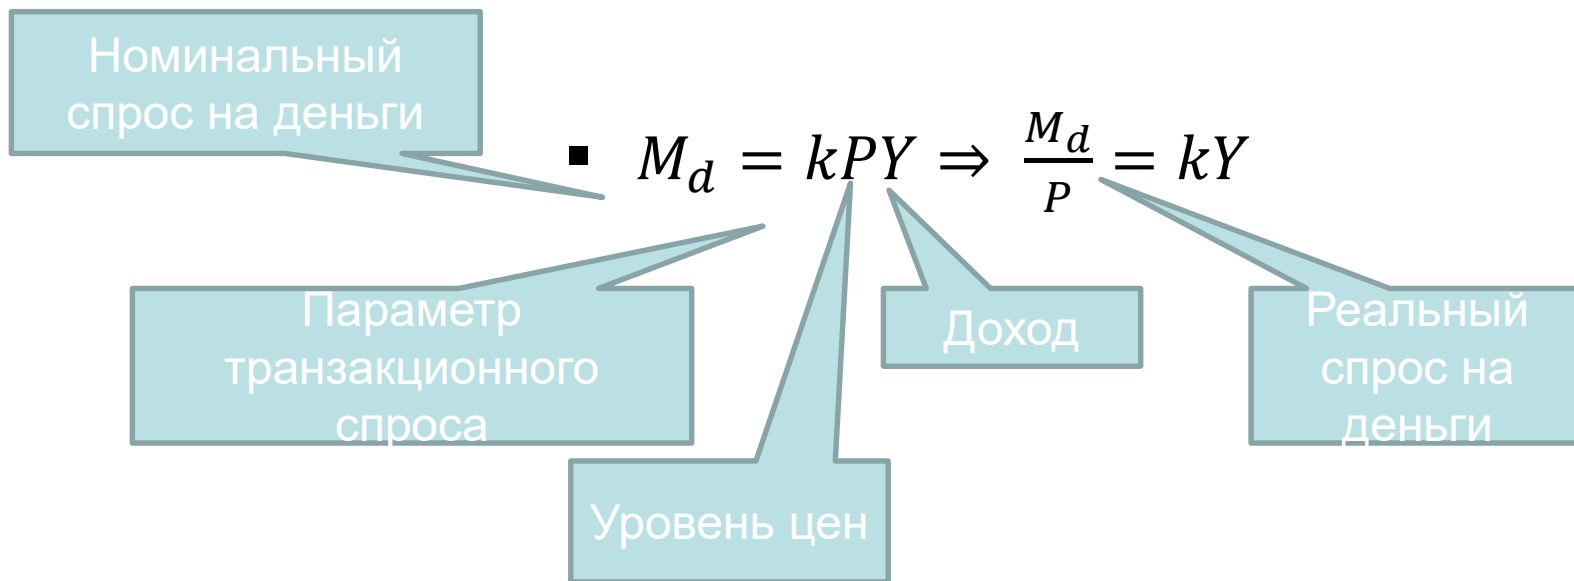 Номинальный
спрос на деньги
▪ M_d = kPY ⇒ M_d/P = kY
Параметр
транзакционного
спроса
Доход
Реальный
спрос на
деньги
Уровень цен